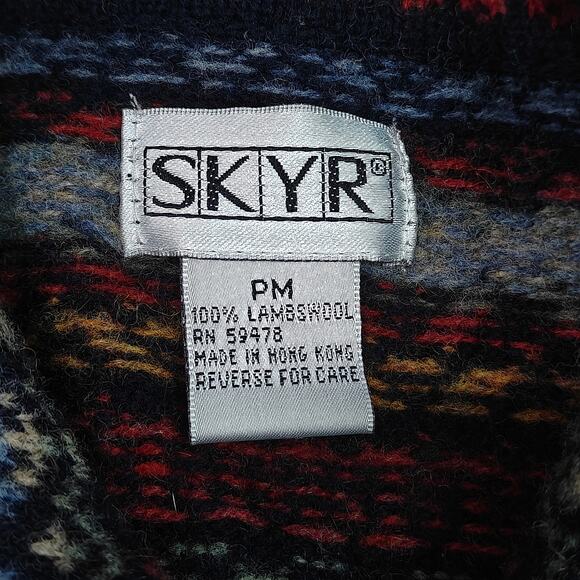 SKYR®
PM
100% LAMBSWOOL
RN 59478
MADE IN HONG KONG
REVERSE FOR CARE